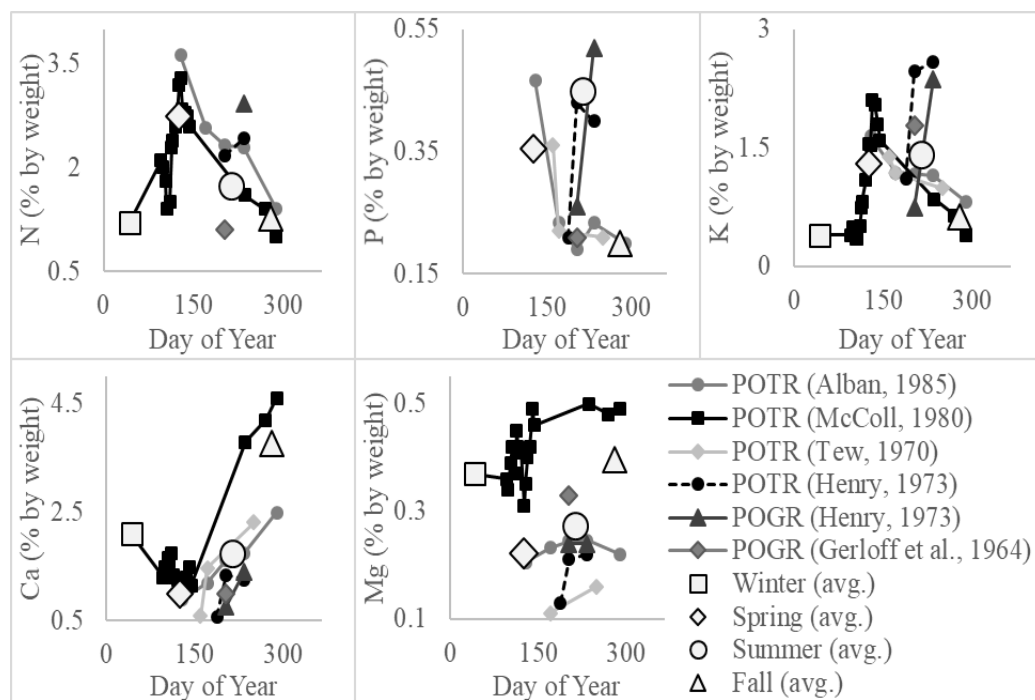 N (% by weight)
3.5
2
0.5
0 150 300
Day of Year
P (% by weight)
0.55
0.35
0.15
0 150 300
Day of Year
K (% by weight)
3
1.5
0
0 150 300
Day of Year
Ca (% by weight)
4.5
2.5
0.5
0 150 300
Day of Year
Mg (% by weight)
0.5
0.3
0.1
0 150 300
Day of Year
POTR (Alban, 1985)
POTR (McColl, 1980)
POTR (Tew, 1970)
POTR (Henry, 1973)
POGR (Henry, 1973)
POGR (Gerloff et al., 1964)
Winter (avg.)
Spring (avg.)
Summer (avg.)
Fall (avg.)